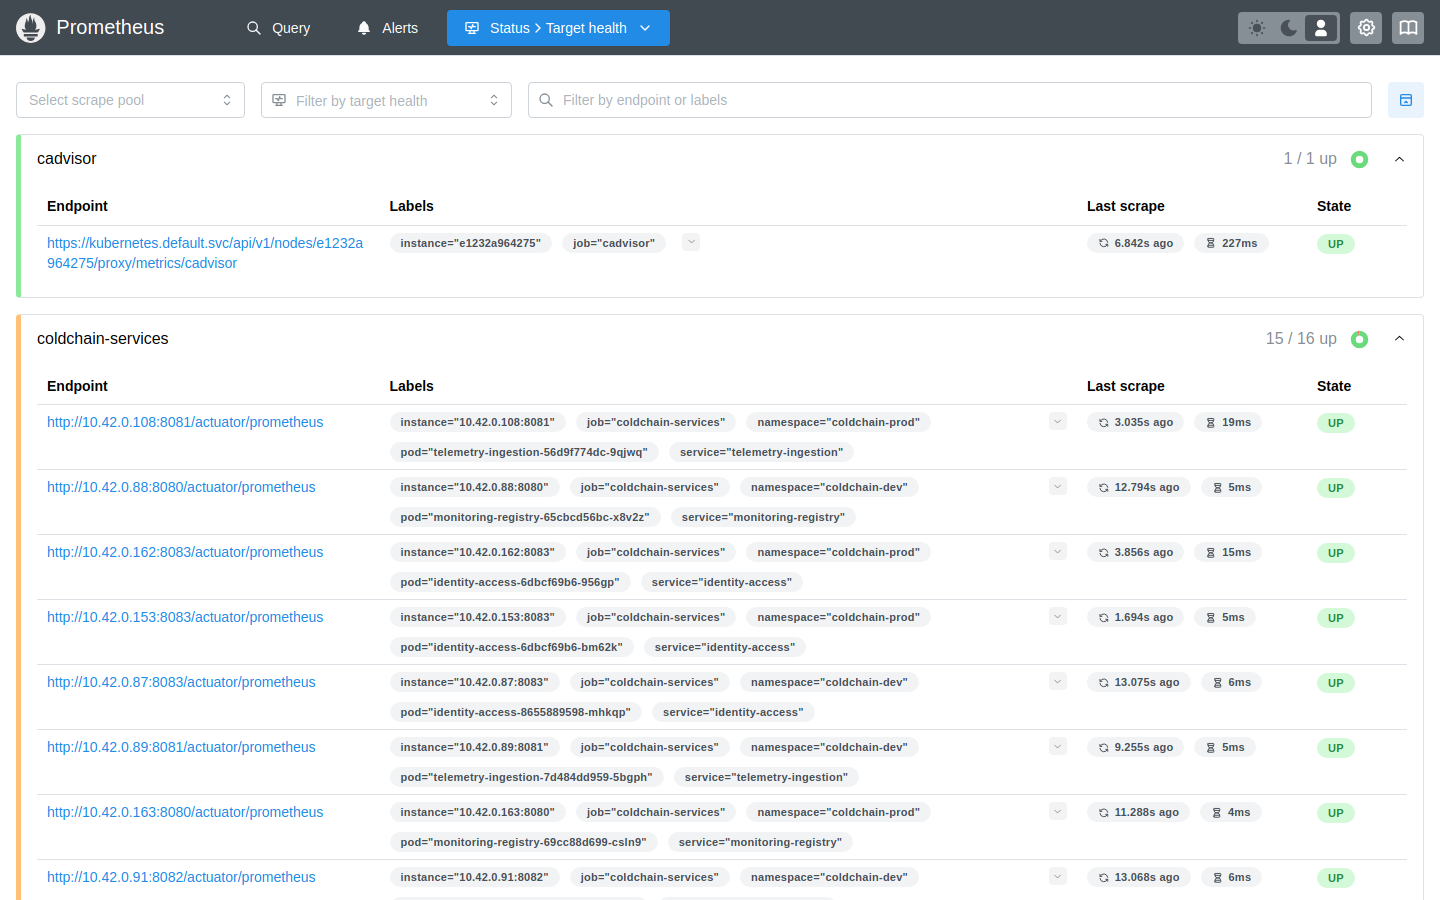 Prometheus
Query
Alerts
Status > Target health
Select scrape pool
Filter by target health
Filter by endpoint or labels
cadvisor
1 / 1 up
Endpoint Labels Last scrape State
https://kubernetes.default.svc/api/v1/nodes/e1232a
964275/proxy/metrics/cadvisor
instance="e1232a964275" job="cadvisor" 6.842s ago 227ms UP
coldchain-services
15 / 16 up
Endpoint Labels Last scrape State
http://10.42.0.108:8081/actuator/prometheus instance="10.42.0.108:8081" job="coldchain-services" namespace="coldchain-prod" 3.035s ago 19ms UP
pod="telemetry-ingestion-56d9f774dc-9qjwq" service="telemetry-ingestion"
http://10.42.0.88:8080/actuator/prometheus instance="10.42.0.88:8080" job="coldchain-services" namespace="coldchain-dev" 12.794s ago 5ms UP
pod="monitoring-registry-65cbcd56bc-x8v2z" service="monitoring-registry"
http://10.42.0.162:8083/actuator/prometheus instance="10.42.0.162:8083" job="coldchain-services" namespace="coldchain-prod" 3.856s ago 15ms UP
pod="identity-access-6dbcf69b6-956gp" service="identity-access"
http://10.42.0.153:8083/actuator/prometheus instance="10.42.0.153:8083" job="coldchain-services" namespace="coldchain-prod" 1.694s ago 5ms UP
pod="identity-access-6dbcf69b6-bm62k" service="identity-access"
http://10.42.0.87:8083/actuator/prometheus instance="10.42.0.87:8083" job="coldchain-services" namespace="coldchain-dev" 13.075s ago 6ms UP
pod="identity-access-8655889598-mhkqp" service="identity-access"
http://10.42.0.89:8081/actuator/prometheus instance="10.42.0.89:8081" job="coldchain-services" namespace="coldchain-dev" 9.255s ago 5ms UP
pod="telemetry-ingestion-7d484dd959-5bgph" service="telemetry-ingestion"
http://10.42.0.163:8080/actuator/prometheus instance="10.42.0.163:8080" job="coldchain-services" namespace="coldchain-prod" 11.288s ago 4ms UP
pod="monitoring-registry-69cc88d699-csln9" service="monitoring-registry"
http://10.42.0.91:8082/actuator/prometheus instance="10.42.0.91:8082" job="coldchain-services" namespace="coldchain-dev" 13.068s ago 6ms UP